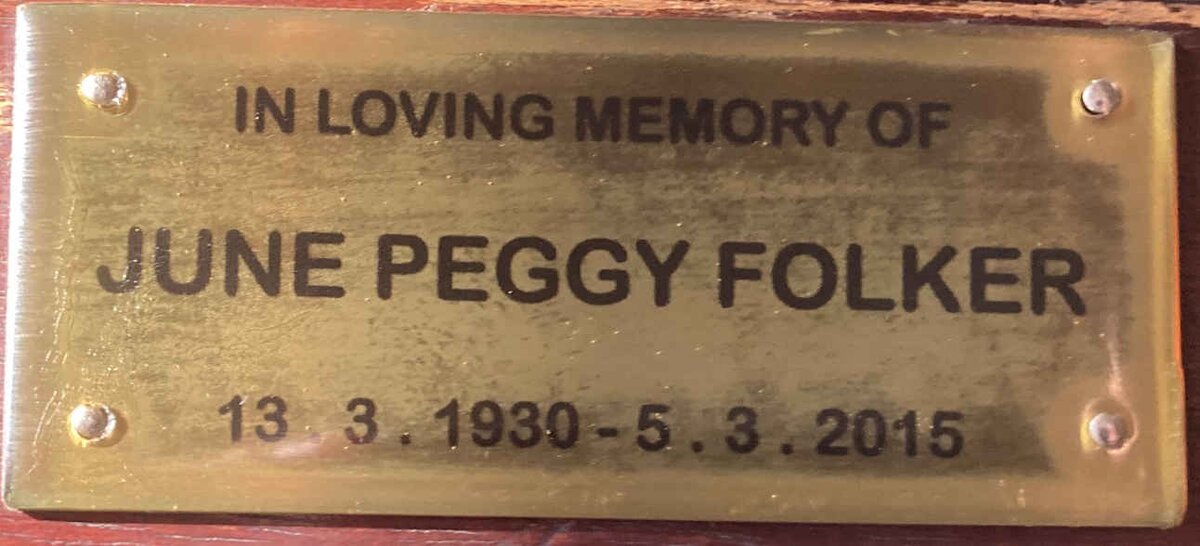 IN LOVING MEMORY OF
JUNE PEGGY FOLKER
13 . 3 . 1930 - 5 . 3 . 2015